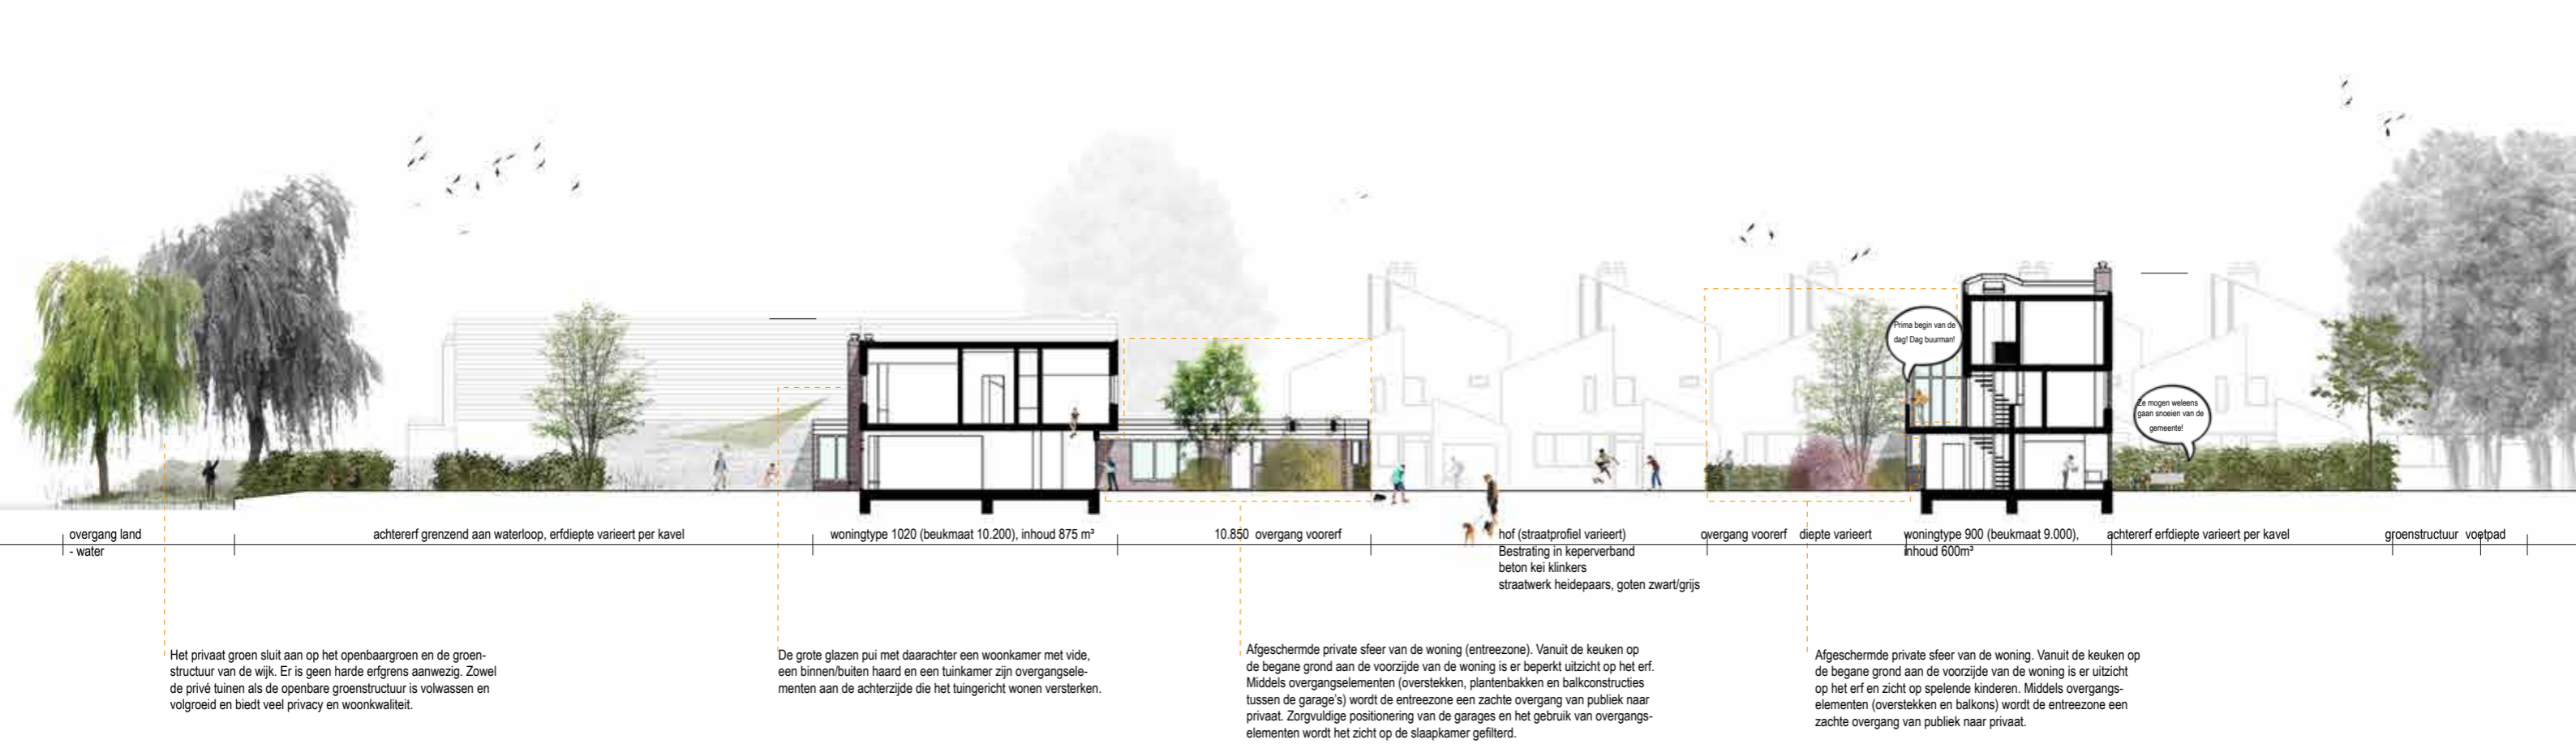 Prima begin van de
dag! Dag buurman!
Ze mogen weleens
gaan snoeien van de
gemeente!
overgang land
- water
achtererf grenzend aan waterloop, erfdiepte varieert per kavel
woningtype 1020 (beukmaat 10.200), inhoud 875 m³
10.850 overgang voorerf
hof (straatprofiel varieert)
Bestrating in keperverband
beton kei klinkers
straatwerk heidepaars, goten zwart/grijs
overgang voorerf diepte varieert
woningtype 900 (beukmaat 9.000),
inhoud 600m³
achtererf erfdiepte varieert per kavel
groenstructuur voetpad
Het privaat groen sluit aan op het openbaargroen en de groen-
structuur van de wijk. Er is geen harde erfgrens aanwezig. Zowel
de privé tuinen als de openbare groenstructuur is volwassen en
volgroeid en biedt veel privacy en woonkwaliteit.
De grote glazen pui met daarachter een woonkamer met vide,
een binnen/buiten haard en een tuinkamer zijn overgangsele-
menten aan de achterzijde die het tuingericht wonen versterken.
Afgeschermde private sfeer van de woning (entreezone). Vanuit de keuken op
de begane grond aan de voorzijde van de woning is er beperkt uitzicht op het erf.
Middels overgangselementen (overstekken, plantenbakken en balkconstructies
tussen de garage's) wordt de entreezone een zachte overgang van publiek naar
privaat. Zorgvuldige positionering van de garages en het gebruik van overgangs-
elementen wordt het zicht op de slaapkamer gefilterd.
Afgeschermde private sfeer van de woning. Vanuit de keuken op
de begane grond aan de voorzijde van de woning is er uitzicht
op het erf en zicht op spelende kinderen. Middels overgangs-
elementen (overstekken en balkons) wordt de entreezone een
zachte overgang van publiek naar privaat.